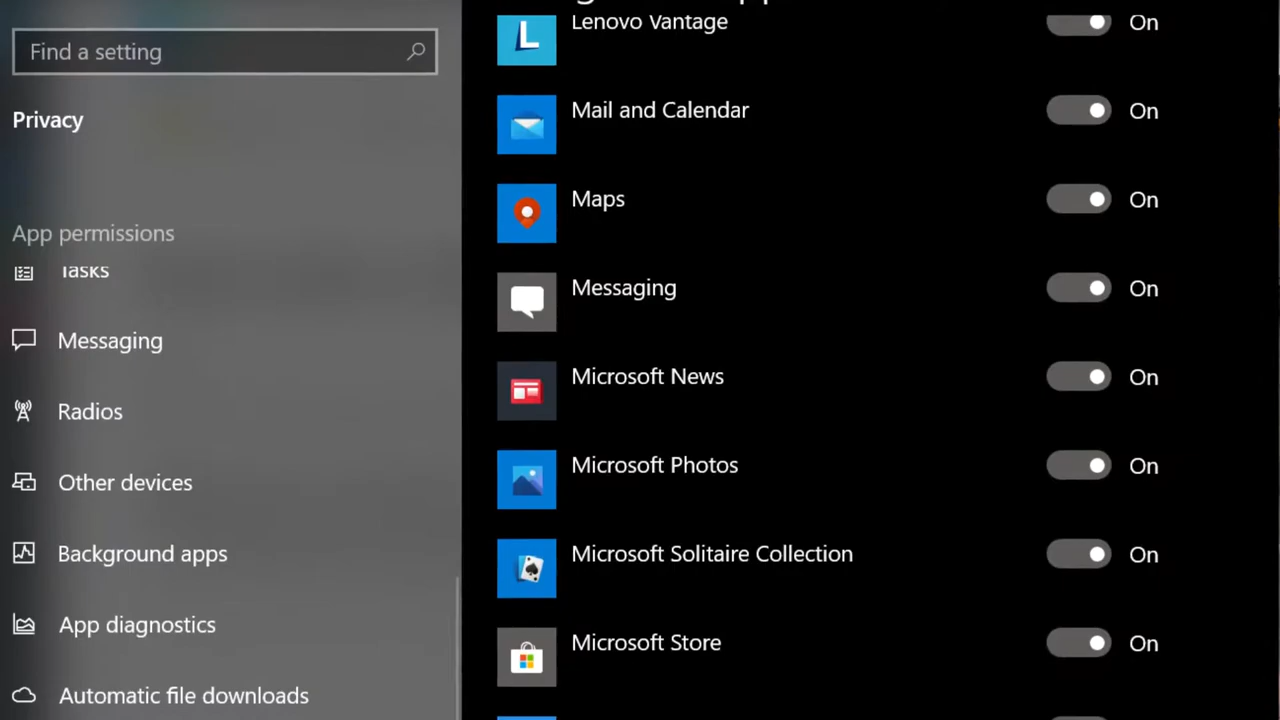 Find a setting
Privacy
App permissions
Tasks
Messaging
Radios
Other devices
Background apps
App diagnostics
Automatic file downloads
Lenovo Vantage On
Mail and Calendar On
Maps On
Messaging On
Microsoft News On
Microsoft Photos On
Microsoft Solitaire Collection On
Microsoft Store On